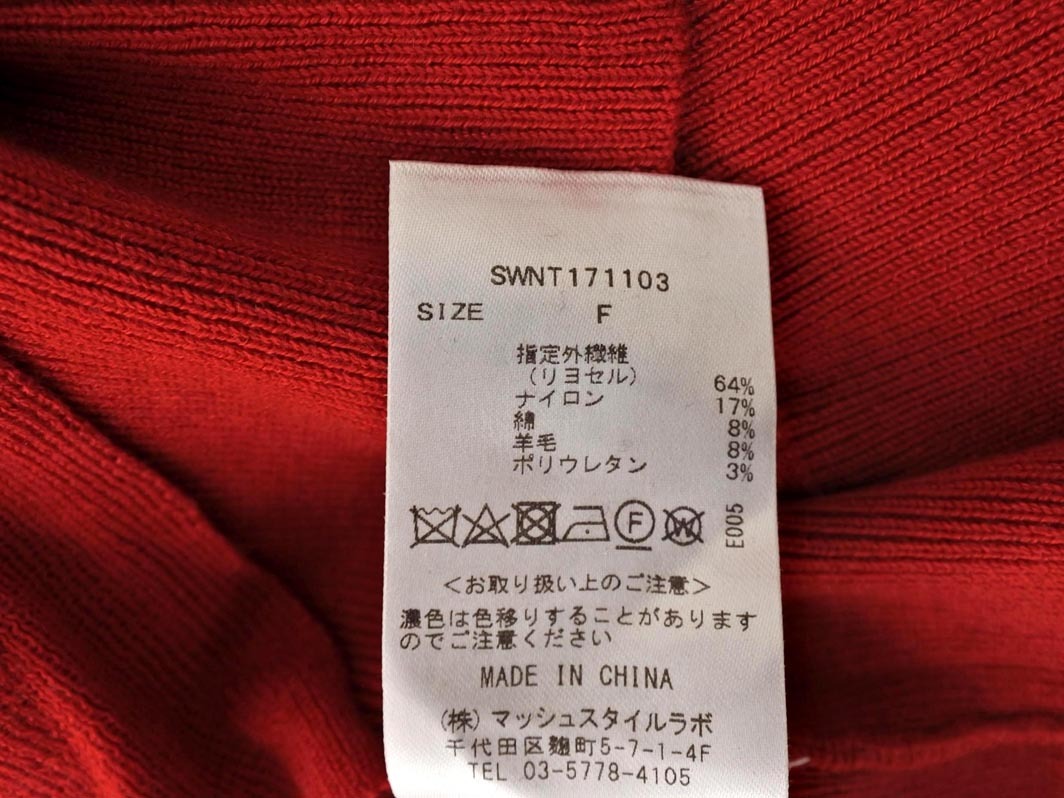 SWNT171103
SIZE F
指定外繊維
(リヨセル) 64%
ナイロン 17%
綿 8%
羊毛 8%
ポリウレタン 3%
F W E005
<お取り扱い上のご注意>
濃色は色移りすることがあります
のでご注意ください
MADE IN CHINA
(株)マッシュスタイルラボ
千代田区麹町5-7-1-4F
TEL 03-5778-4105